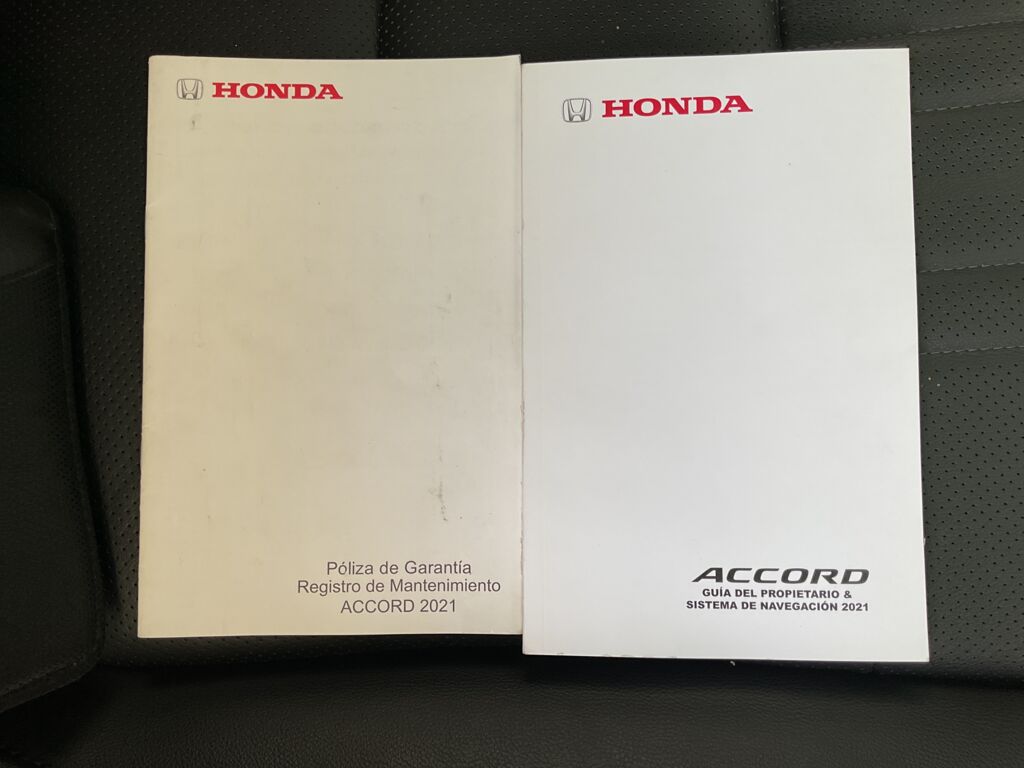 HONDA
Póliza de Garantía
Registro de Mantenimiento
ACCORD 2021
HONDA
ACCORD
GUÍA DEL PROPIETARIO &
SISTEMA DE NAVEGACIÓN 2021